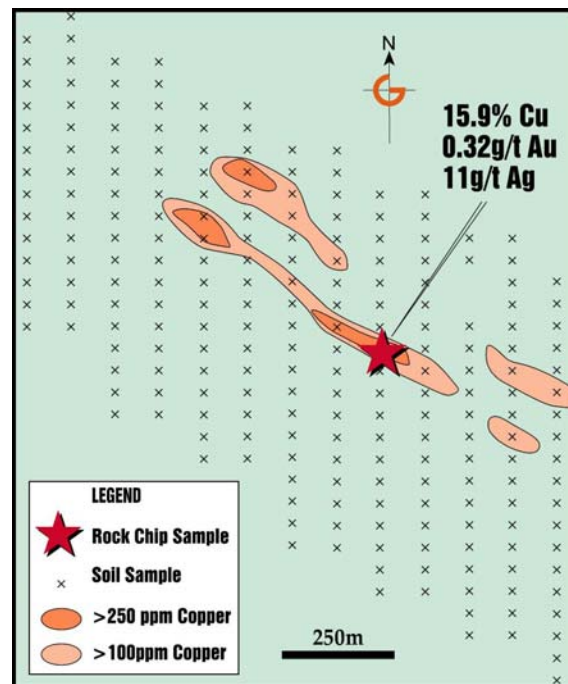 N
15.9% Cu
0.32g/t Au
11g/t Ag
LEGEND
Rock Chip Sample
Soil Sample
>250 ppm Copper
>100ppm Copper
250m